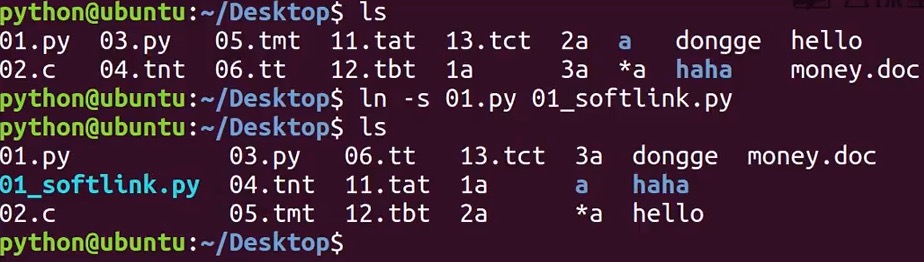 python@ubuntu:~/Desktop$ ls
01.py 03.py 05.tmt 11.tat 13.tct 2a a dongge hello
02.c 04.tnt 06.tt 12.tbt 1a 3a *a haha money.doc
python@ubuntu:~/Desktop$ ln -s 01.py 01_softlink.py
python@ubuntu:~/Desktop$ ls
01.py 03.py 06.tt 13.tct 3a dongge money.doc
01_softlink.py 04.tnt 11.tat 1a a haha
02.c 05.tmt 12.tbt 2a *a hello
python@ubuntu:~/Desktop$